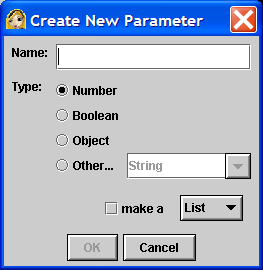 Create New Parameter
Name:
Type: Number
Boolean
Object
Other... String
make a List
OK Cancel